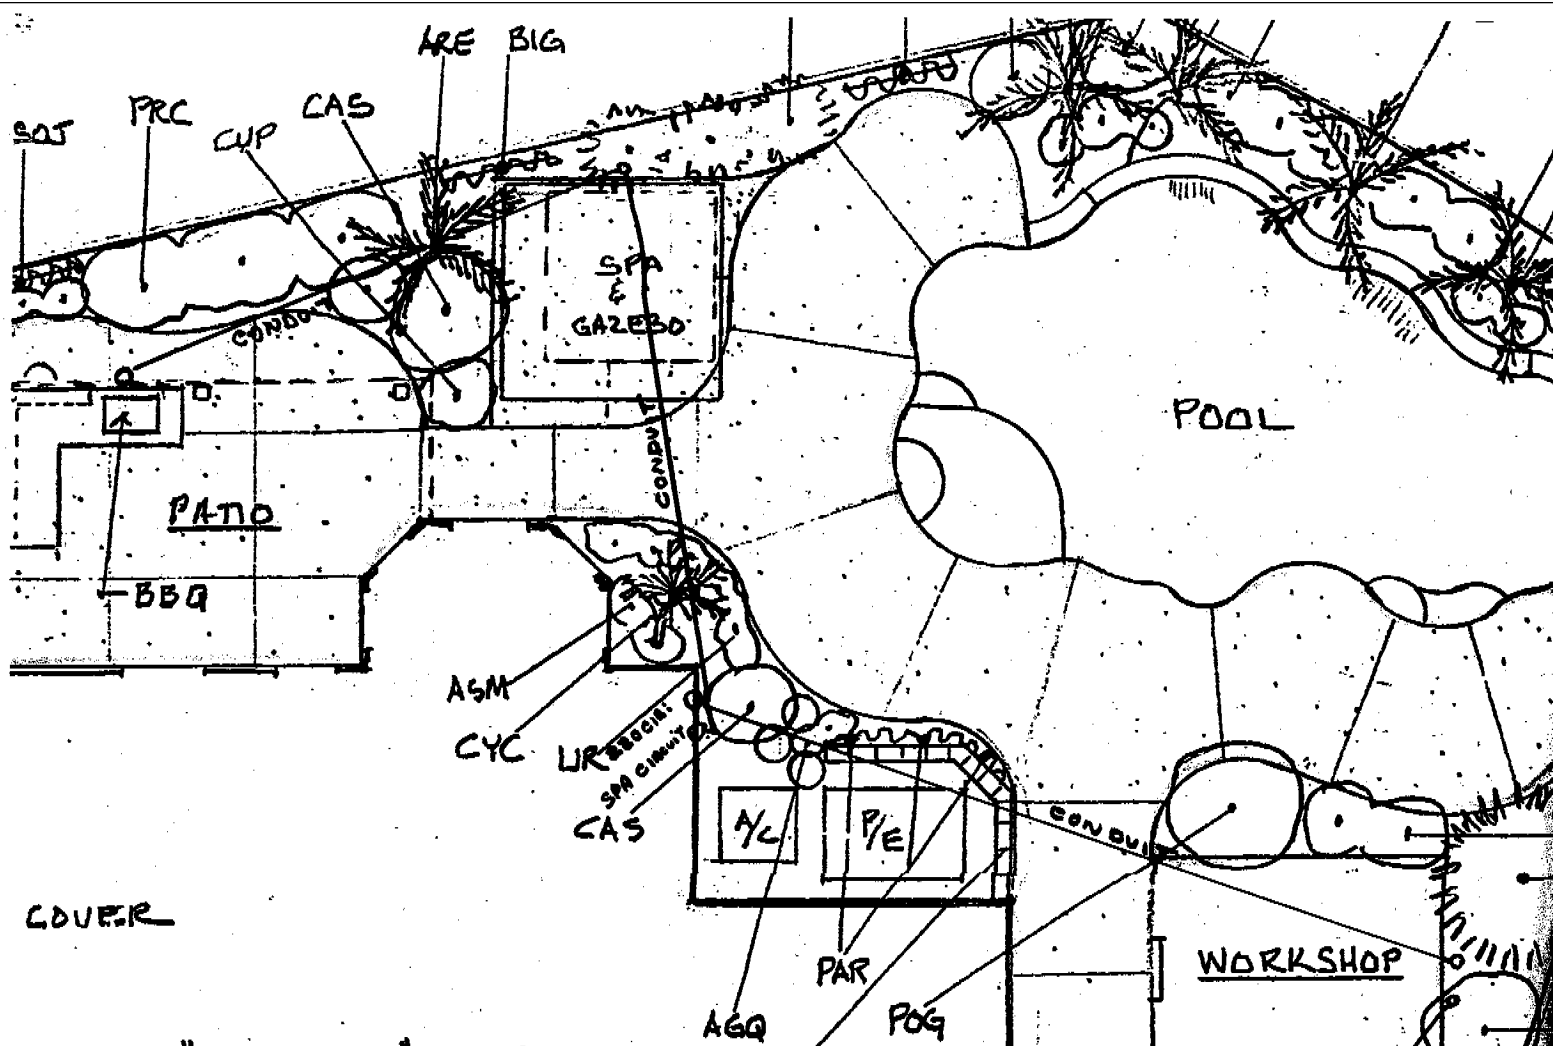 ARE BIG
PRC
CAS
SOJ
CUP
SPA
&
GAZEBO
CONDUIT
POOL
CONDUIT
PATIO
BBQ
ASM
CYC
LIR
SPA CIRCUIT
CAS
A/C
P/E
CONDUIT
COVER
PAR
WORKSHOP
AGQ
POG